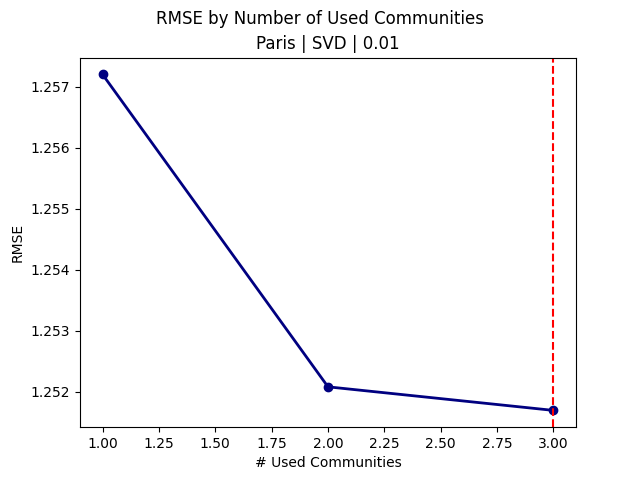 RMSE by Number of Used Communities
Paris | SVD | 0.01
1.257
1.256
1.255
1.254
1.253
1.252
RMSE
1.00 1.25 1.50 1.75 2.00 2.25 2.50 2.75 3.00
# Used Communities